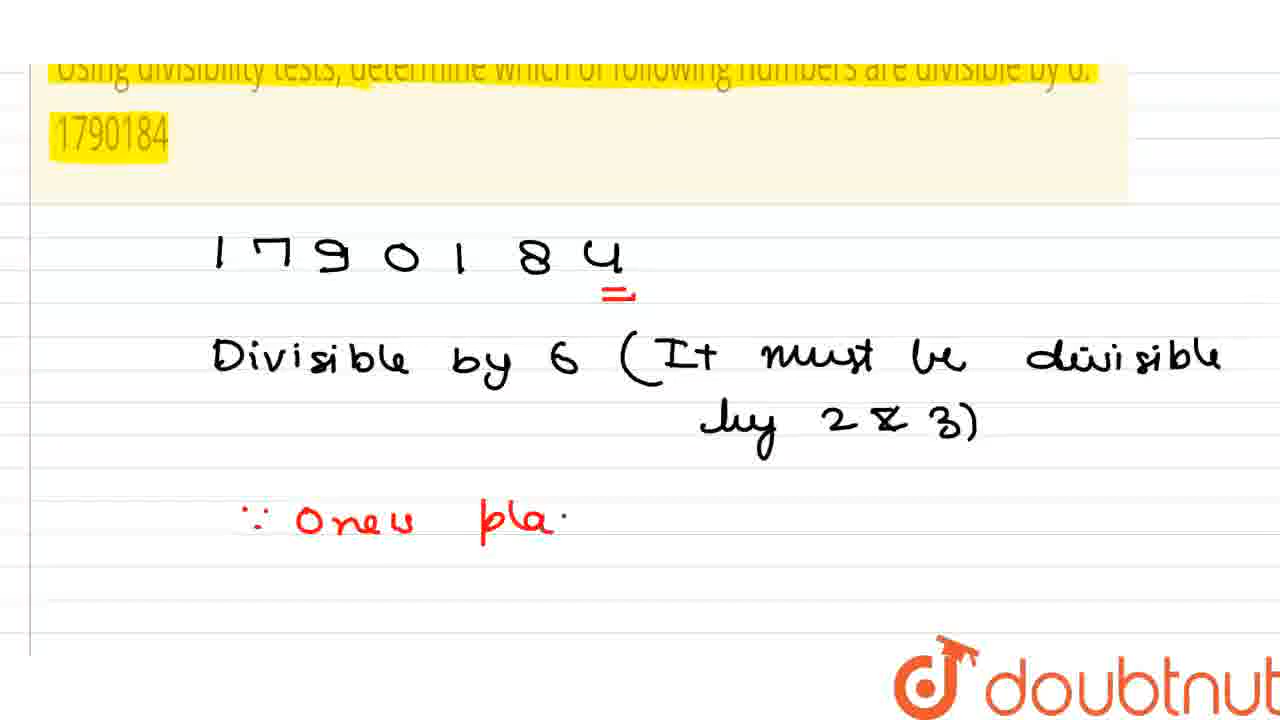 Using divisibility tests, determine which of following numbers are divisible by 6.
1790184
1 7 9 0 1 8 4
Divisible by 6 (It must be divisible
by 2 & 3)
∵ Ones pla
doubtnut